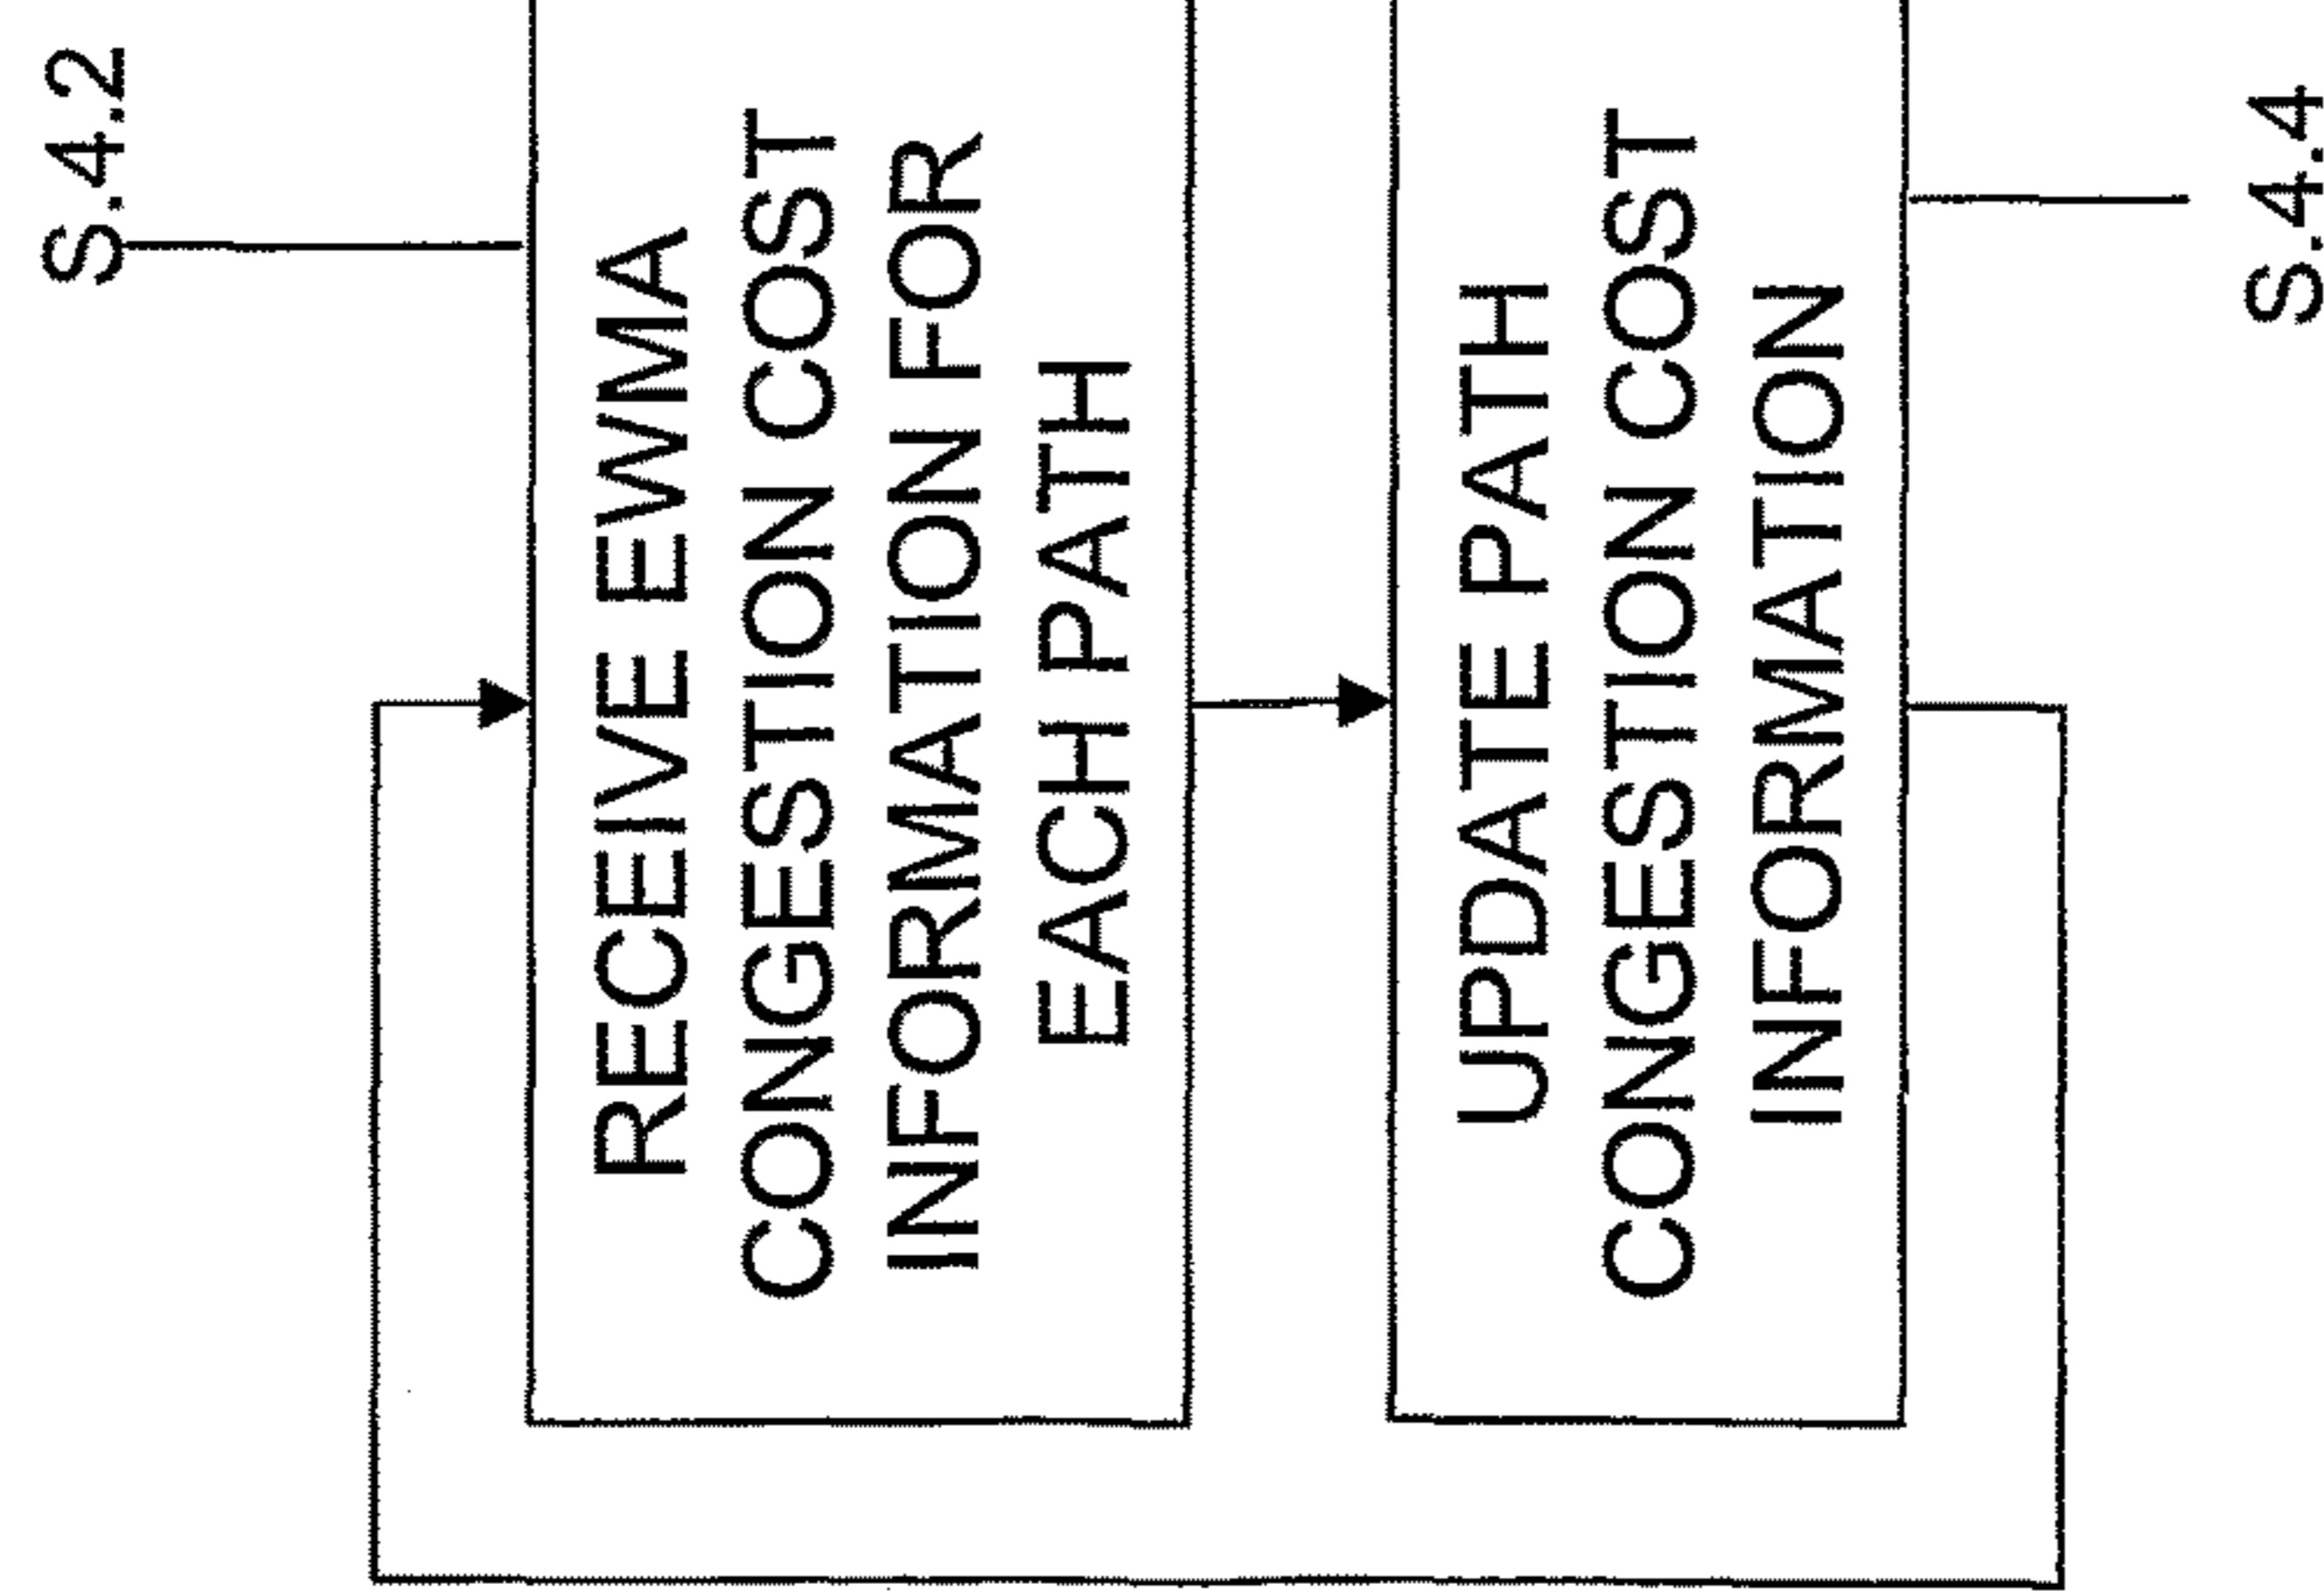 S.4.2
RECEIVE EWMA
CONGESTION COST
INFORMATION FOR
EACH PATH
UPDATE PATH
CONGESTION COST
INFORMATION
S.4.4